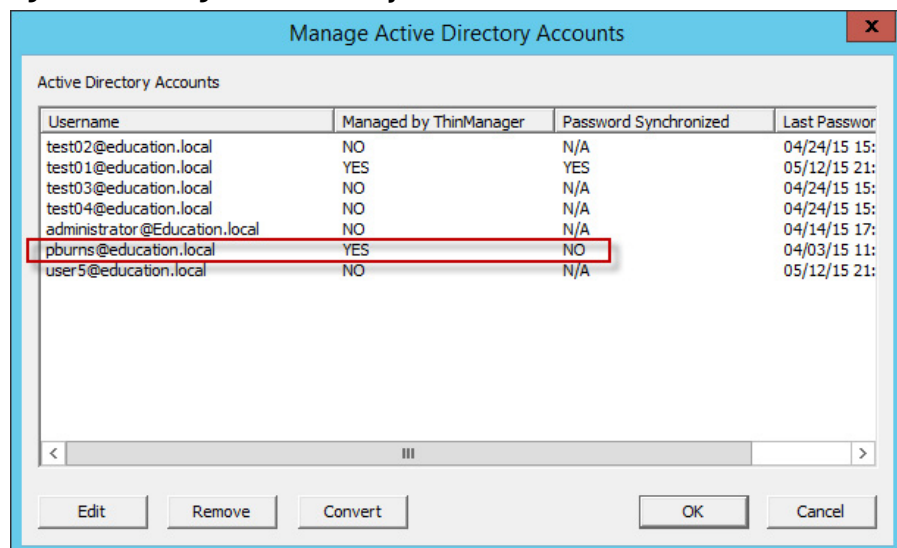 Manage Active Directory Accounts
x
Active Directory Accounts
Username Managed by ThinManager Password Synchronized Last Passwor
test02@education.local NO N/A 04/24/15 15:
test01@education.local YES YES 05/12/15 21:
test03@education.local NO N/A 04/24/15 15:
test04@education.local NO N/A 04/24/15 15:
administrator@Education.local NO N/A 04/14/15 17:
pburns@education.local YES NO 04/03/15 11:
user5@education.local NO N/A 05/12/15 21:
Edit Remove Convert OK Cancel